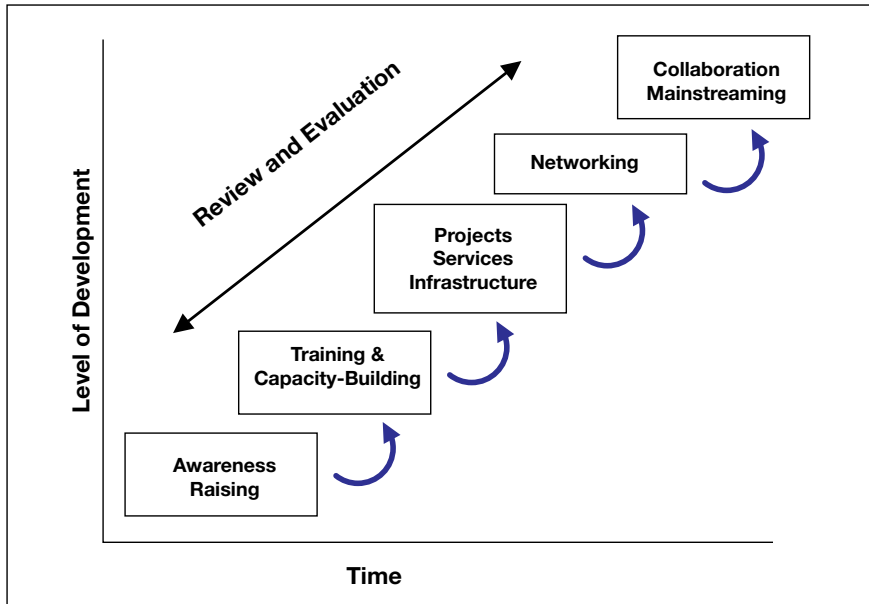 Collaboration
Mainstreaming
Review and Evaluation
Networking
Projects
Services
Infrastructure
Training &
Capacity-Building
Awareness
Raising
Level of Development
Time